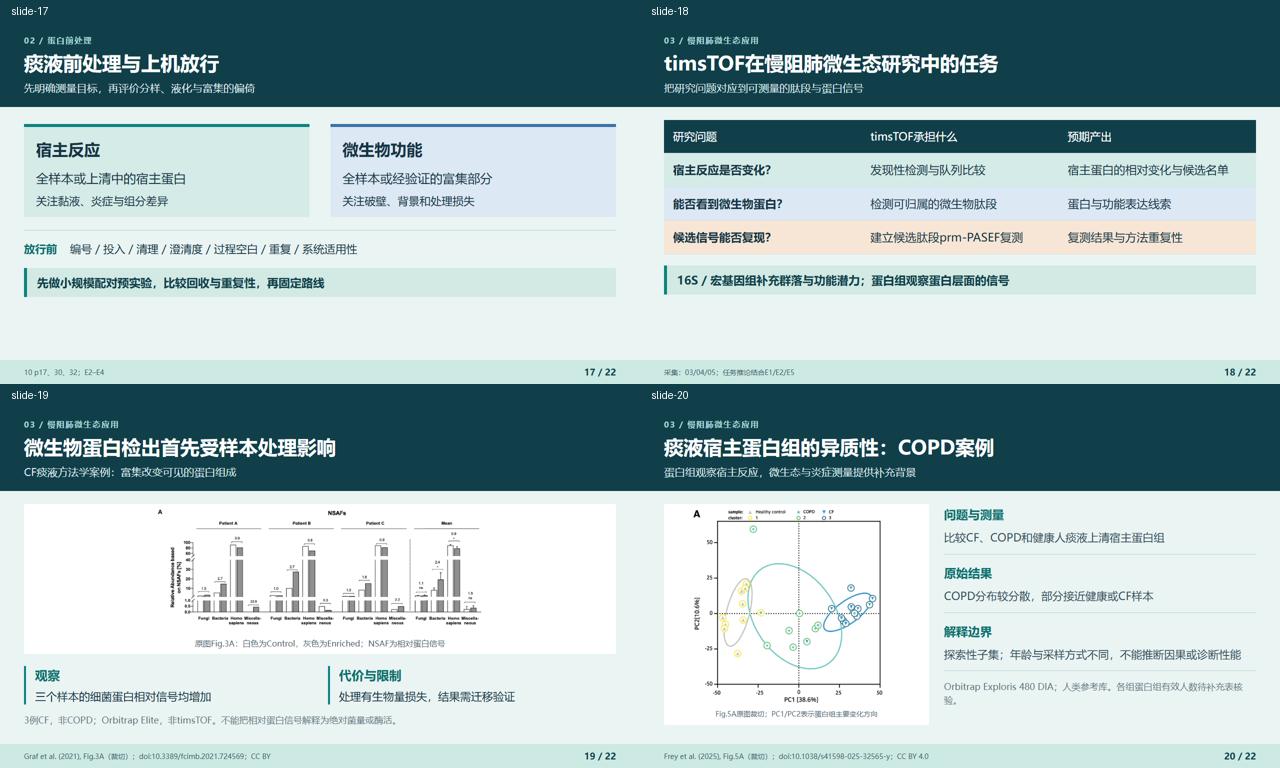 slide-17
02 / 蛋白前处理
痰液前处理与上机放行
先明确测量目标，再评价分样、液化与富集的偏倚
宿主反应
全样本或上清中的宿主蛋白
关注黏液、炎症与组分差异
微生物功能
全样本或经验证的富集部分
关注破壁、背景和处理损失
放行前 编号 / 投入 / 清理 / 澄清度 / 过程空白 / 重复 / 系统适用性
先做小规模配对预实验，比较回收与重复性，再固定路线
10 p17、30、32；E2–E4
17 / 22
slide-18
03 / 慢阻肺微生态应用
timsTOF在慢阻肺微生态研究中的任务
把研究问题对应到可测量的肽段与蛋白信号
研究问题 timsTOF承担什么 预期产出
宿主反应是否变化？ 发现性检测与队列比较 宿主蛋白的相对变化与候选名单
能否看到微生物蛋白？ 检测可归属的微生物肽段 蛋白与功能表达线索
候选信号能否复现？ 建立候选肽段prm-PASEF复测 复测结果与方法重复性
16S / 宏基因组补充群落与功能潜力；蛋白组观察蛋白层面的信号
采集：03/04/05；任务推论结合E1/E2/E5
18 / 22
slide-19
03 / 慢阻肺微生态应用
微生物蛋白检出首先受样本处理影响
CF痰液方法学案例：富集改变可见的蛋白组成
A
NSAFs
Patient A Patient B Patient C Mean
Relative Abundance based on NSAFs [%]
Fungi Bacteria Homo sapiens Miscella-neous
原图Fig.3A：白色为Control，灰色为Enriched；NSAF为相对蛋白信号
观察
三个样本的细菌蛋白相对信号均增加
代价与限制
处理有生物量损失，结果需迁移验证
3例CF，非COPD；Orbitrap Elite，非timsTOF。不能把相对蛋白信号解释为绝对菌量或酶活。
Graf et al. (2021), Fig.3A（裁切）；doi:10.3389/fcimb.2021.724569；CC BY
19 / 22
slide-20
03 / 慢阻肺微生态应用
痰液宿主蛋白组的异质性：COPD案例
蛋白组观察宿主反应，微生态与炎症测量提供补充背景
A
sample: Healthy control COPD CF
cluster: 1 2 3
PC2[10.6%]
50
25
0
-25
-50
-50 -25 0 25 50
PC1 [38.6%]
Fig.5A原图裁切；PC1/PC2表示蛋白组主要变化方向
问题与测量
比较CF、COPD和健康人痰液上清宿主蛋白组
原始结果
COPD分布较分散，部分接近健康或CF样本
解释边界
探索性子集；年龄与采样方式不同，不能推断因果或诊断性能
Orbitrap Exploris 480 DIA；人类参考库。各组蛋白组有效人数待补充表核
验。
Frey et al. (2025), Fig.5A（裁切）；doi:10.1038/s41598-025-32565-y；CC BY 4.0
20 / 22